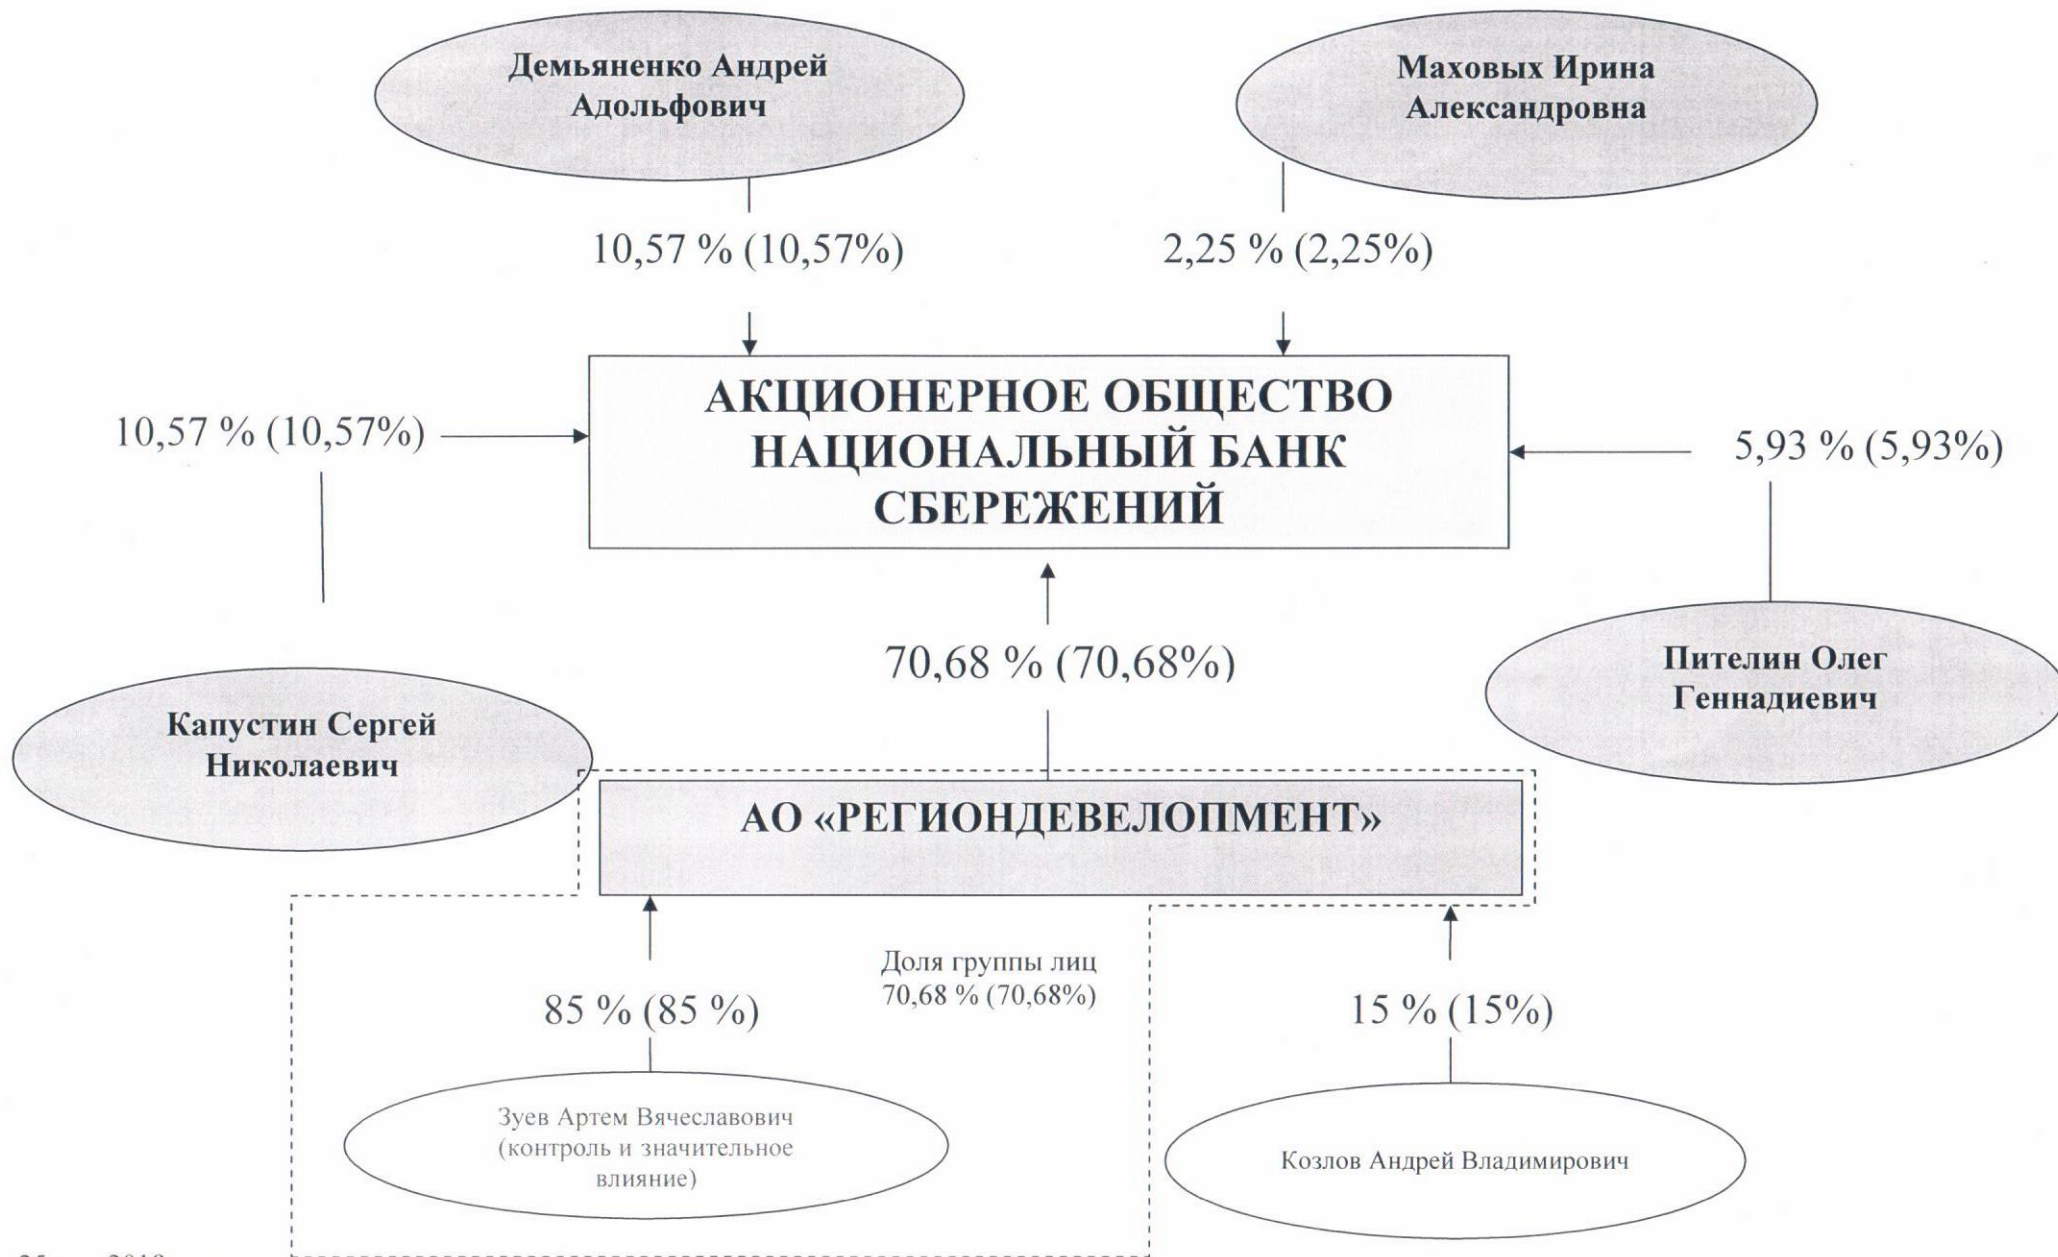 Демьяненко Андрей
Адольфович
Маховых Ирина
Александровна
10,57 % (10,57%)
2,25 % (2,25%)
АКЦИОНЕРНОЕ ОБЩЕСТВО
НАЦИОНАЛЬНЫЙ БАНК
СБЕРЕЖЕНИЙ
10,57 % (10,57%)
5,93 % (5,93%)
70,68 % (70,68%)
Пителин Олег
Геннадиевич
Капустин Сергей
Николаевич
АО «РЕГИОНДЕВЕЛОПМЕНТ»
Доля группы лиц
70,68 % (70,68%)
85 % (85 %)
15 % (15%)
Зуев Артем Вячеславович
(контроль и значительное
влияние)
Козлов Андрей Владимирович